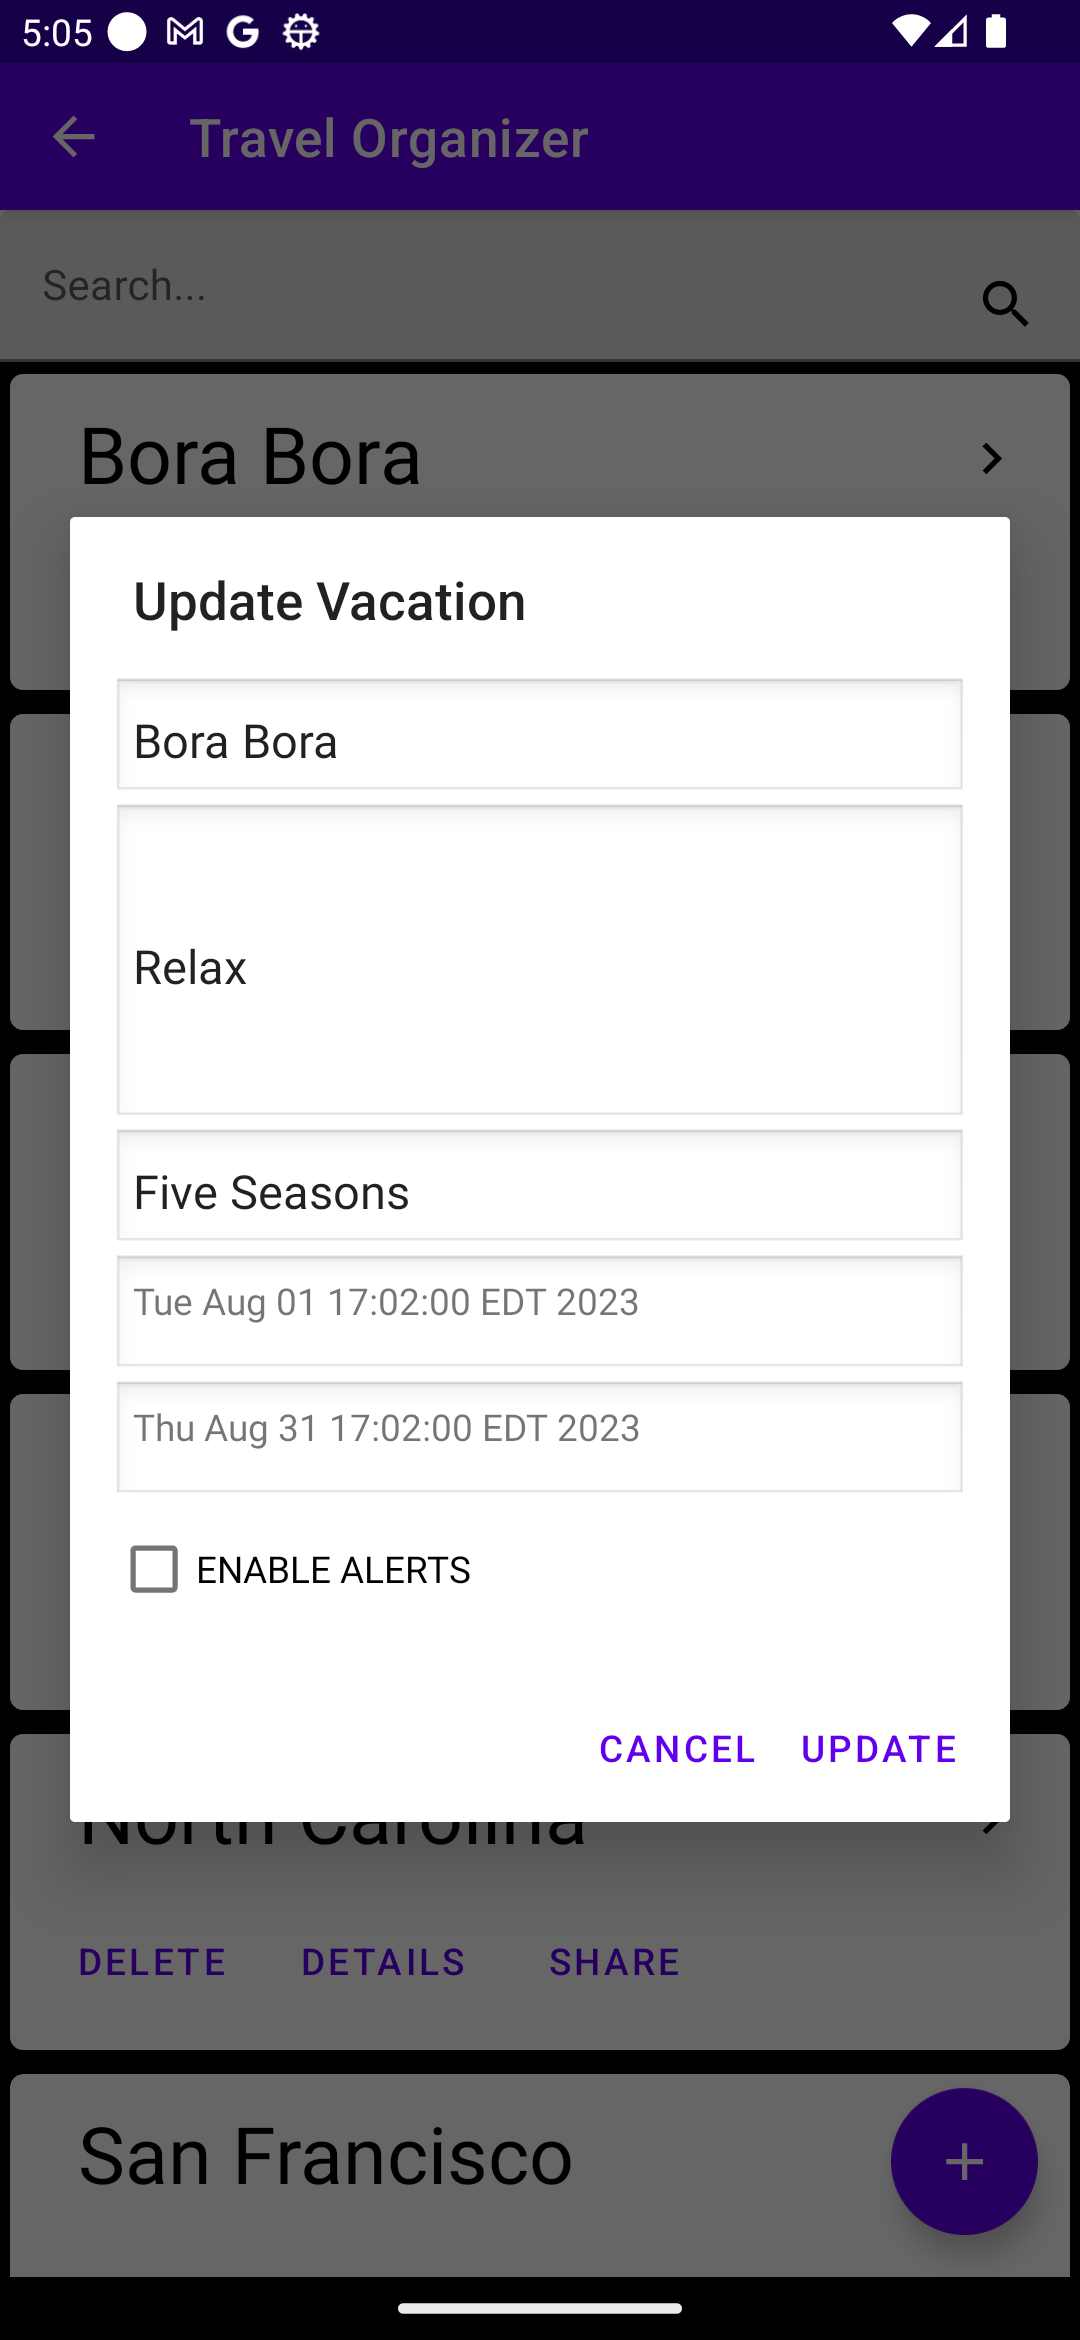 5:05
Travel Organizer
Search...
Bora Bora
Update Vacation
Bora Bora
Relax
Five Seasons
Tue Aug 01 17:02:00 EDT 2023
Thu Aug 31 17:02:00 EDT 2023
ENABLE ALERTS
CANCEL UPDATE
North Carolina
DELETE DETAILS SHARE
San Francisco